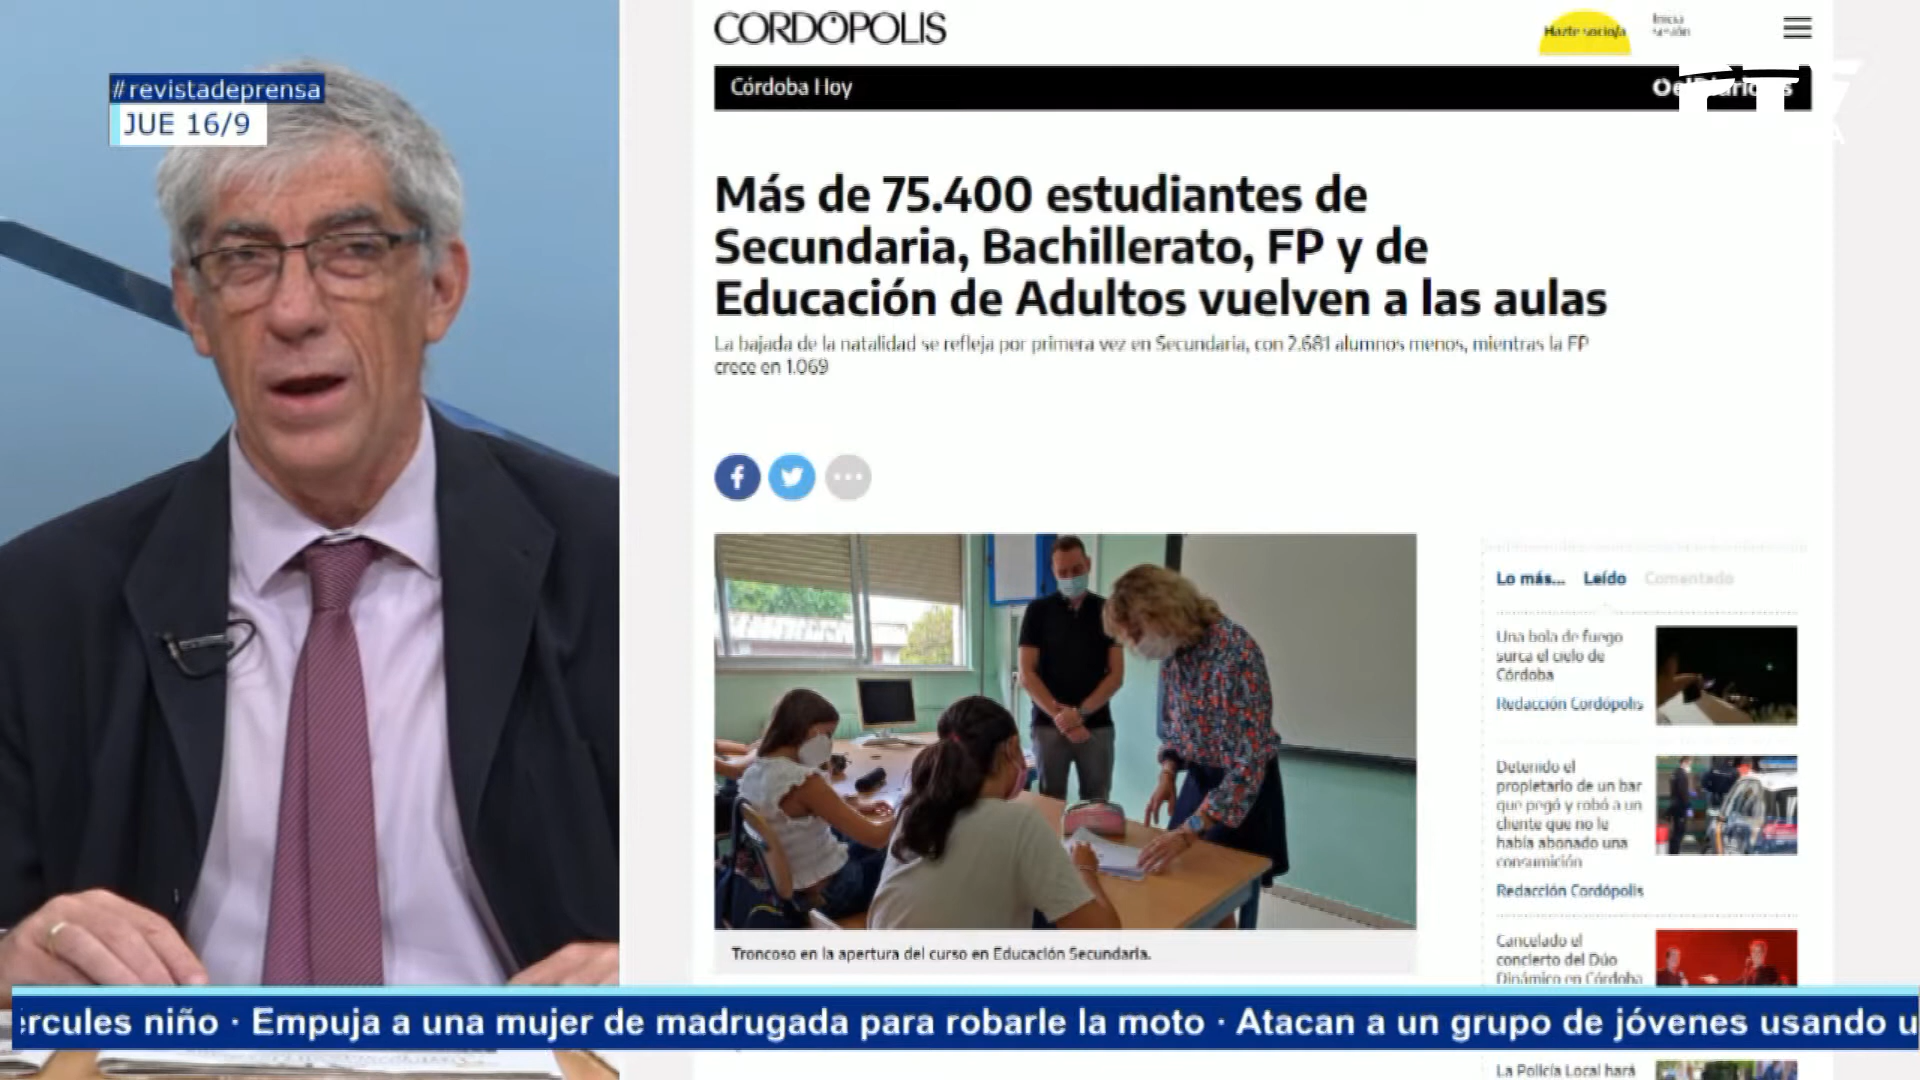 #revistadeprensa
JUE 16/9
CORDÓPOLIS
Hazte socio/a
Inicia
sesión
Córdoba Hoy
Más de 75.400 estudiantes de
Secundaria, Bachillerato, FP y de
Educación de Adultos vuelven a las aulas
La bajada de la natalidad se refleja por primera vez en Secundaria, con 2.681 alumnos menos, mientras la FP
crece en 1.069
Troncoso en la apertura del curso en Educación Secundaria.
Lo más... Leído Comentado
Una bola de fuego
surca el cielo de
Córdoba
Redacción Cordópolis
Detenido el
propietario de un bar
que pegó y robó a un
cliente que no le
había abonado una
consumición
Redacción Cordópolis
Cancelado el
concierto del Dúo
Dinámico en Córdoba
ércules niño · Empuja a una mujer de madrugada para robarle la moto · Atacan a un grupo de jóvenes usando u
La Policía Local hará